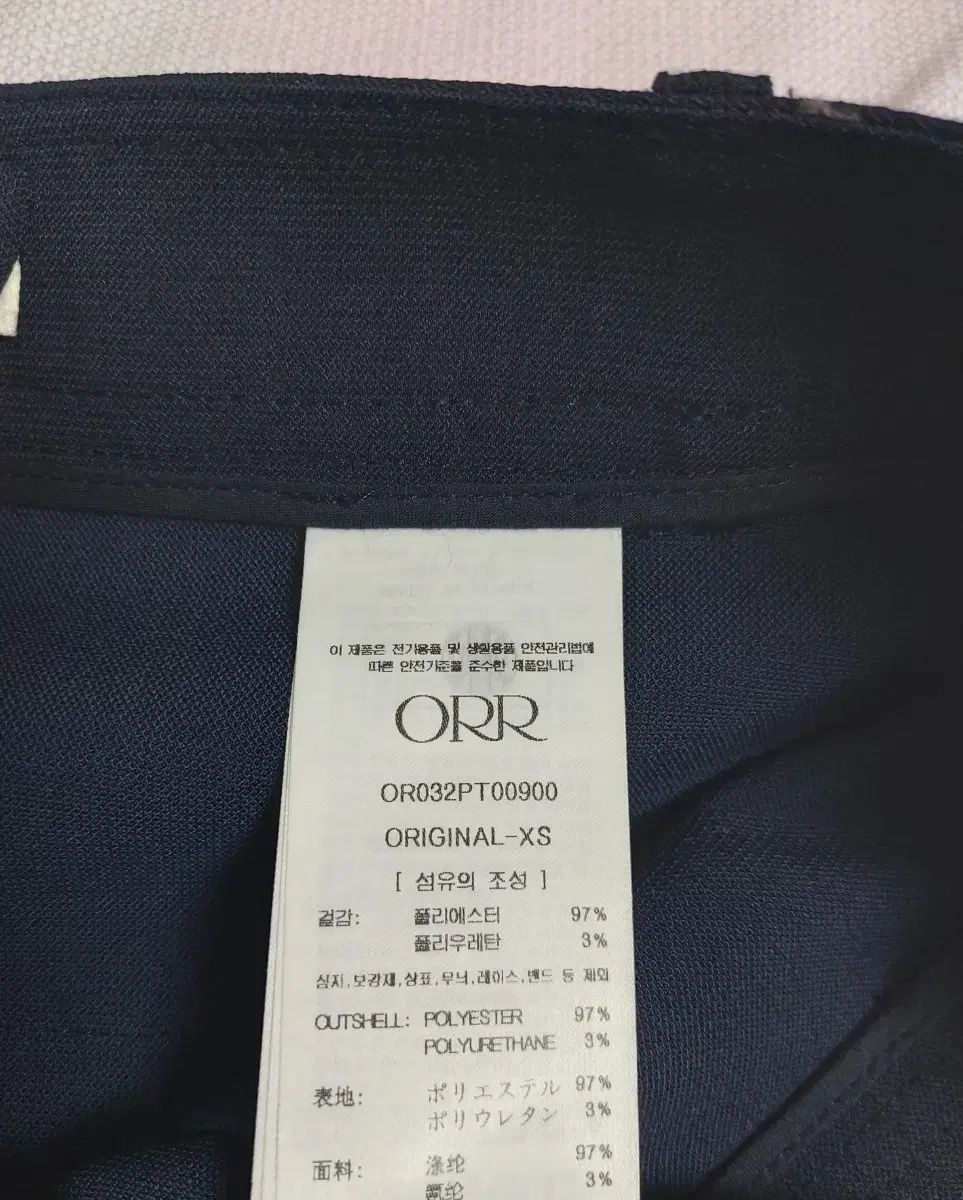 이 제품은 전기용품 및 생활용품 안전관리법에
따른 안전기준을 준수한 제품입니다
ORR
OR032PT00900
ORIGINAL-XS
[ 섬유의 조성 ]
겉감: 폴리에스터 97%
폴리우레탄 3%
심지,보강재,상표,무늬,레이스,밴드 등 제외
OUTSHELL: POLYESTER 97%
POLYURETHANE 3%
表地: ポリエステル 97%
ポリウレタン 3%
面料: 涤纶 97%
氨纶 3%